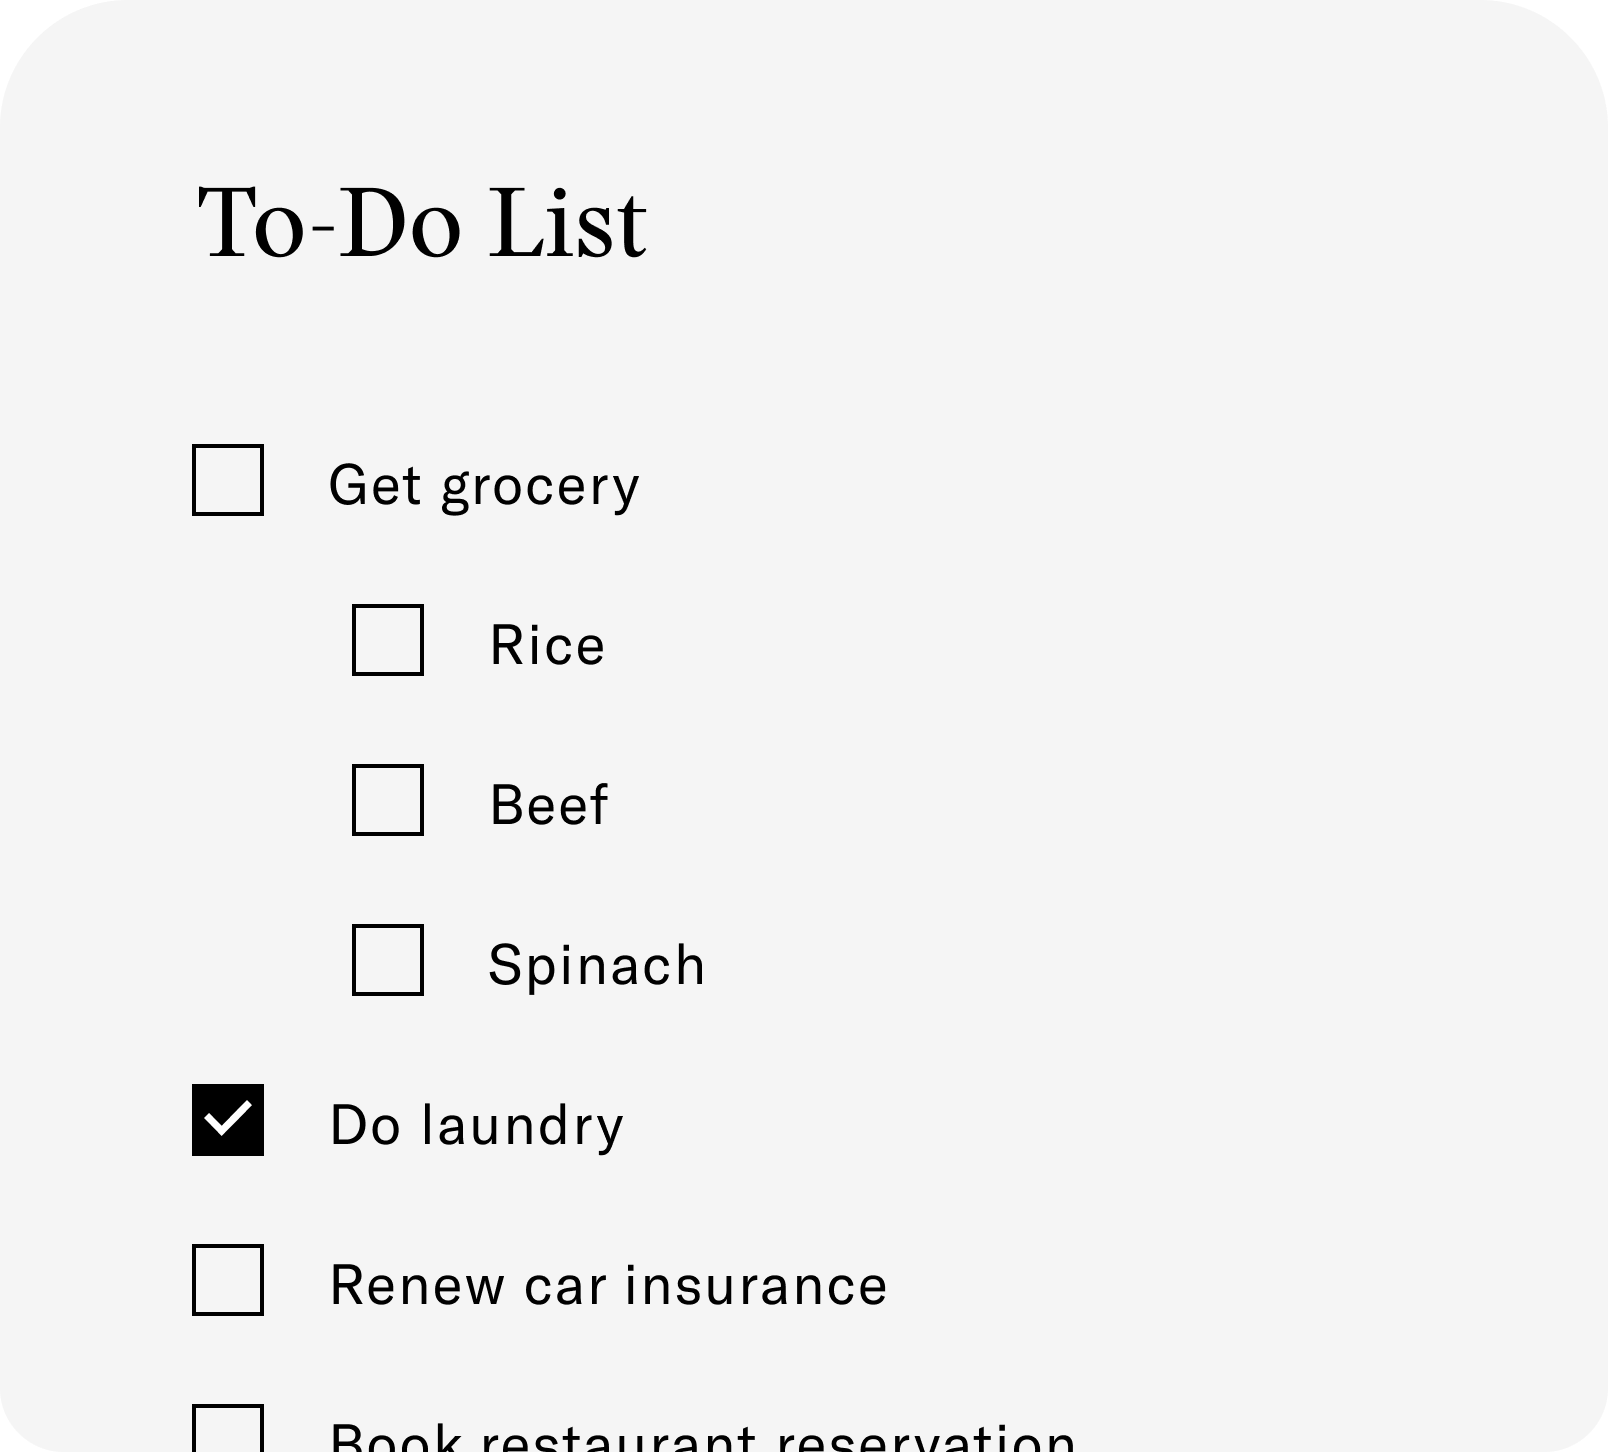 To-Do List
Get grocery
Rice
Beef
Spinach
Do laundry
Renew car insurance
Book restaurant reservation